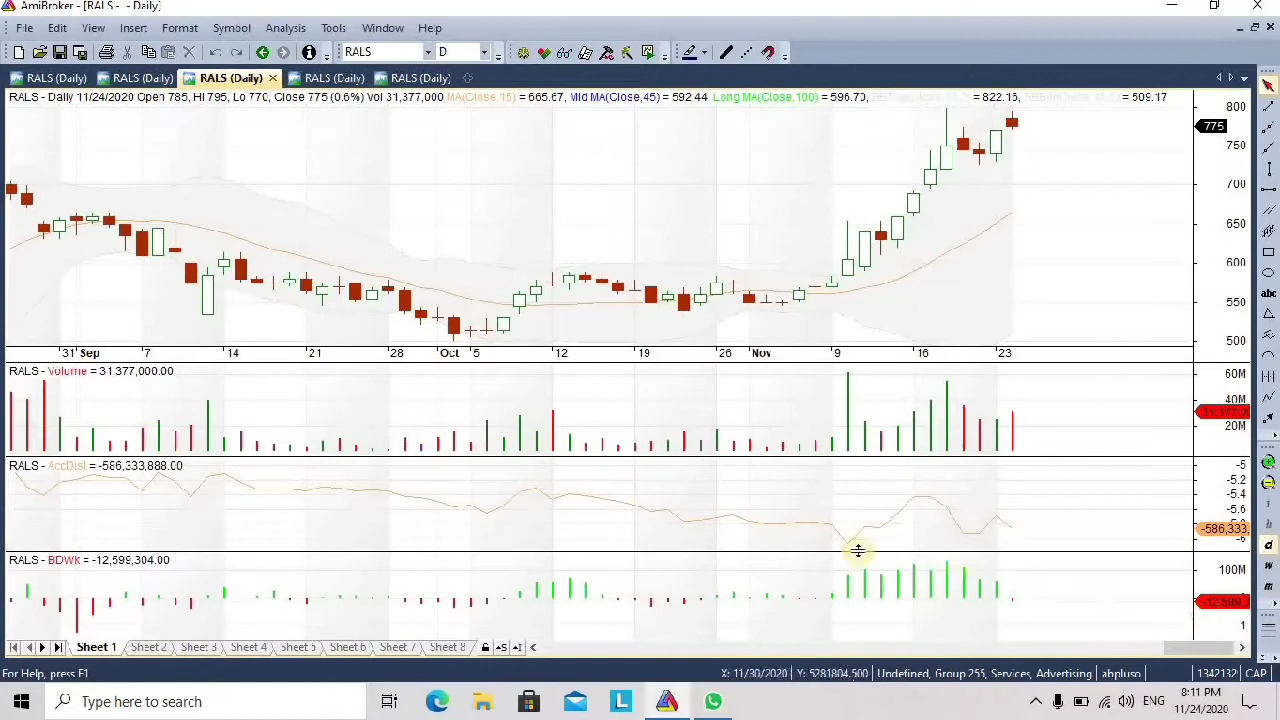 AmiBroker - [RALS - - Daily]
File Edit View Insert Format Symbol Analysis Tools Window Help
RALS D
RALS (Daily) RALS (Daily) RALS (Daily) RALS (Daily) RALS (Daily)
RALS - Daily 11/24/2020 Open 785, Hi 795, Lo 770, Close 775 (0.6%) Vol 31,377,000 MA(Close,15) = 665.67, Mid MA(Close,45) = 592.44, Long MA(Close,100) = 596.70, = 822.15, = 509.17
800
775
750
700
650
600
550
500
31 Sep 7 14 21 28 Oct 5 12 19 26 Nov 9 16 23
RALS - Volume = 31,377,000.00
60M
40M
31,377,00
20M
RALS - AccDist = -586,333,888.00
-5
-5.2
-5.4
-5.6
-586,333,
-6
RALS - BDWk = -12,599,304.00
100M
-12,599,
1
Sheet 1 Sheet 2 Sheet 3 Sheet 4 Sheet 5 Sheet 6 Sheet 7 Sheet 8
For Help, press F1 X: 11/30/2020 Y: 5281804.500 Undefined, Group 255, Services, Advertising abpluso 1342132 CAP
Type here to search
ENG
8:11 PM
11/24/2020